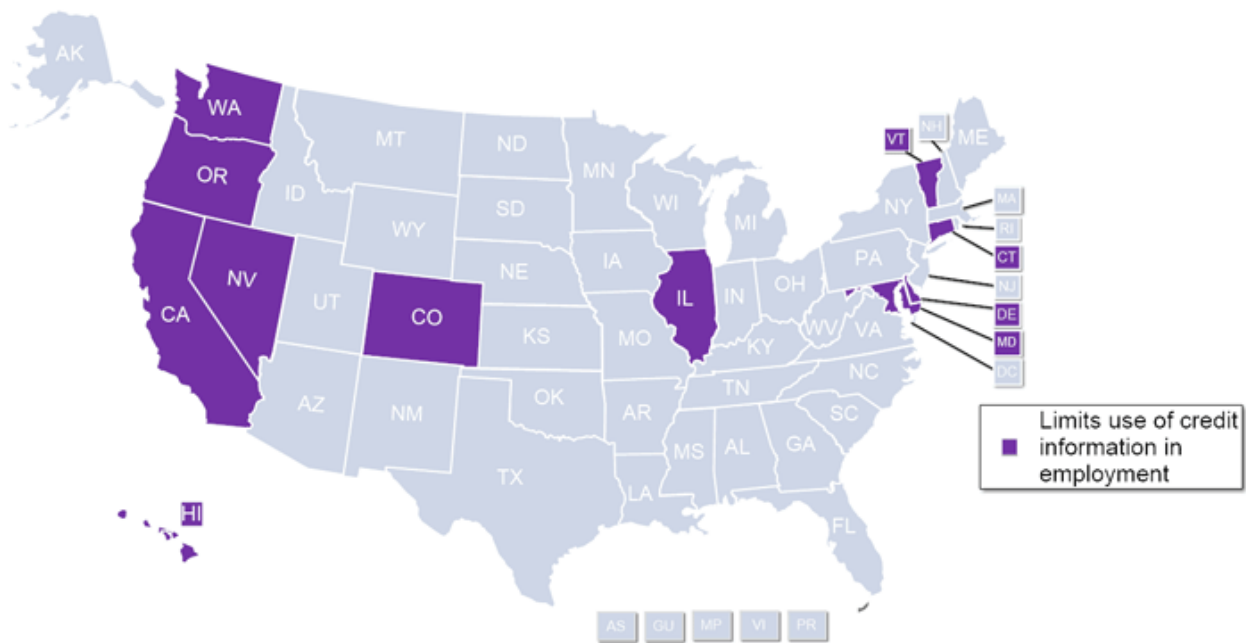 AK
WA
OR
CA
NV
ID
MT
WY
UT
CO
AZ
NM
ND
SD
NE
KS
OK
TX
MN
IA
MO
AR
LA
WI
IL
MI
IN
OH
KY
TN
MS
AL
GA
FL
SC
NC
VA
WV
PA
NY
VT
NH
ME
MA
RI
CT
NJ
DE
MD
DC
HI
Limits use of credit
information in
employment
AS GU MP VI PR